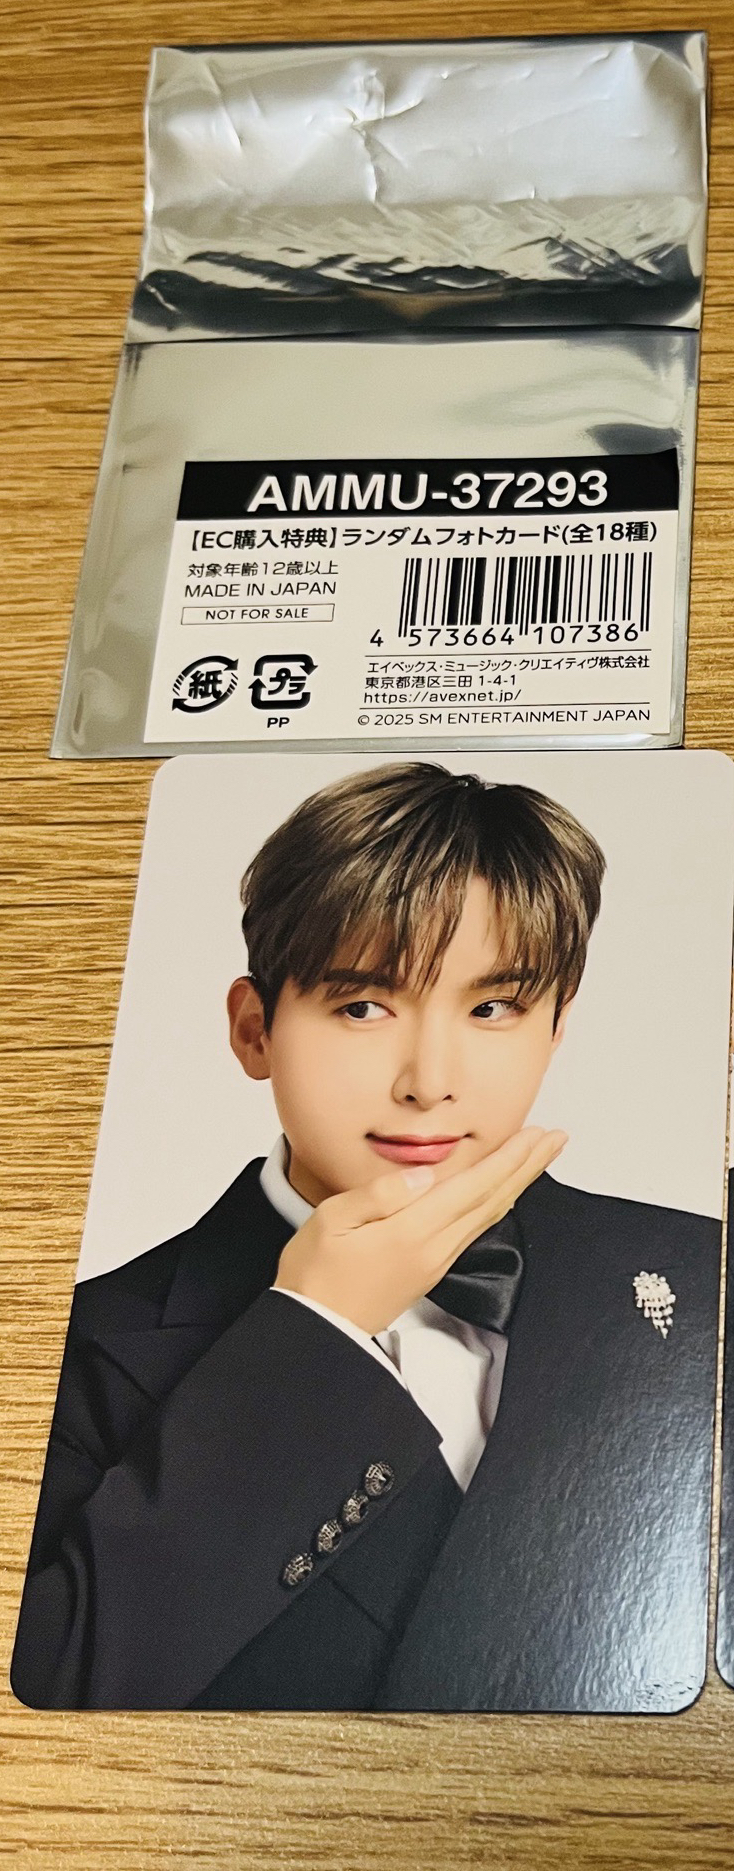 AMMU-37293
【EC購入特典】ランダムフォトカード(全18種)
対象年齢12歳以上
MADE IN JAPAN
NOT FOR SALE
4 573664 107386
紙
プラ
PP
エイベックス・ミュージック・クリエイティヴ株式会社
東京都港区三田 1-4-1
https://avexnet.jp/
© 2025 SM ENTERTAINMENT JAPAN